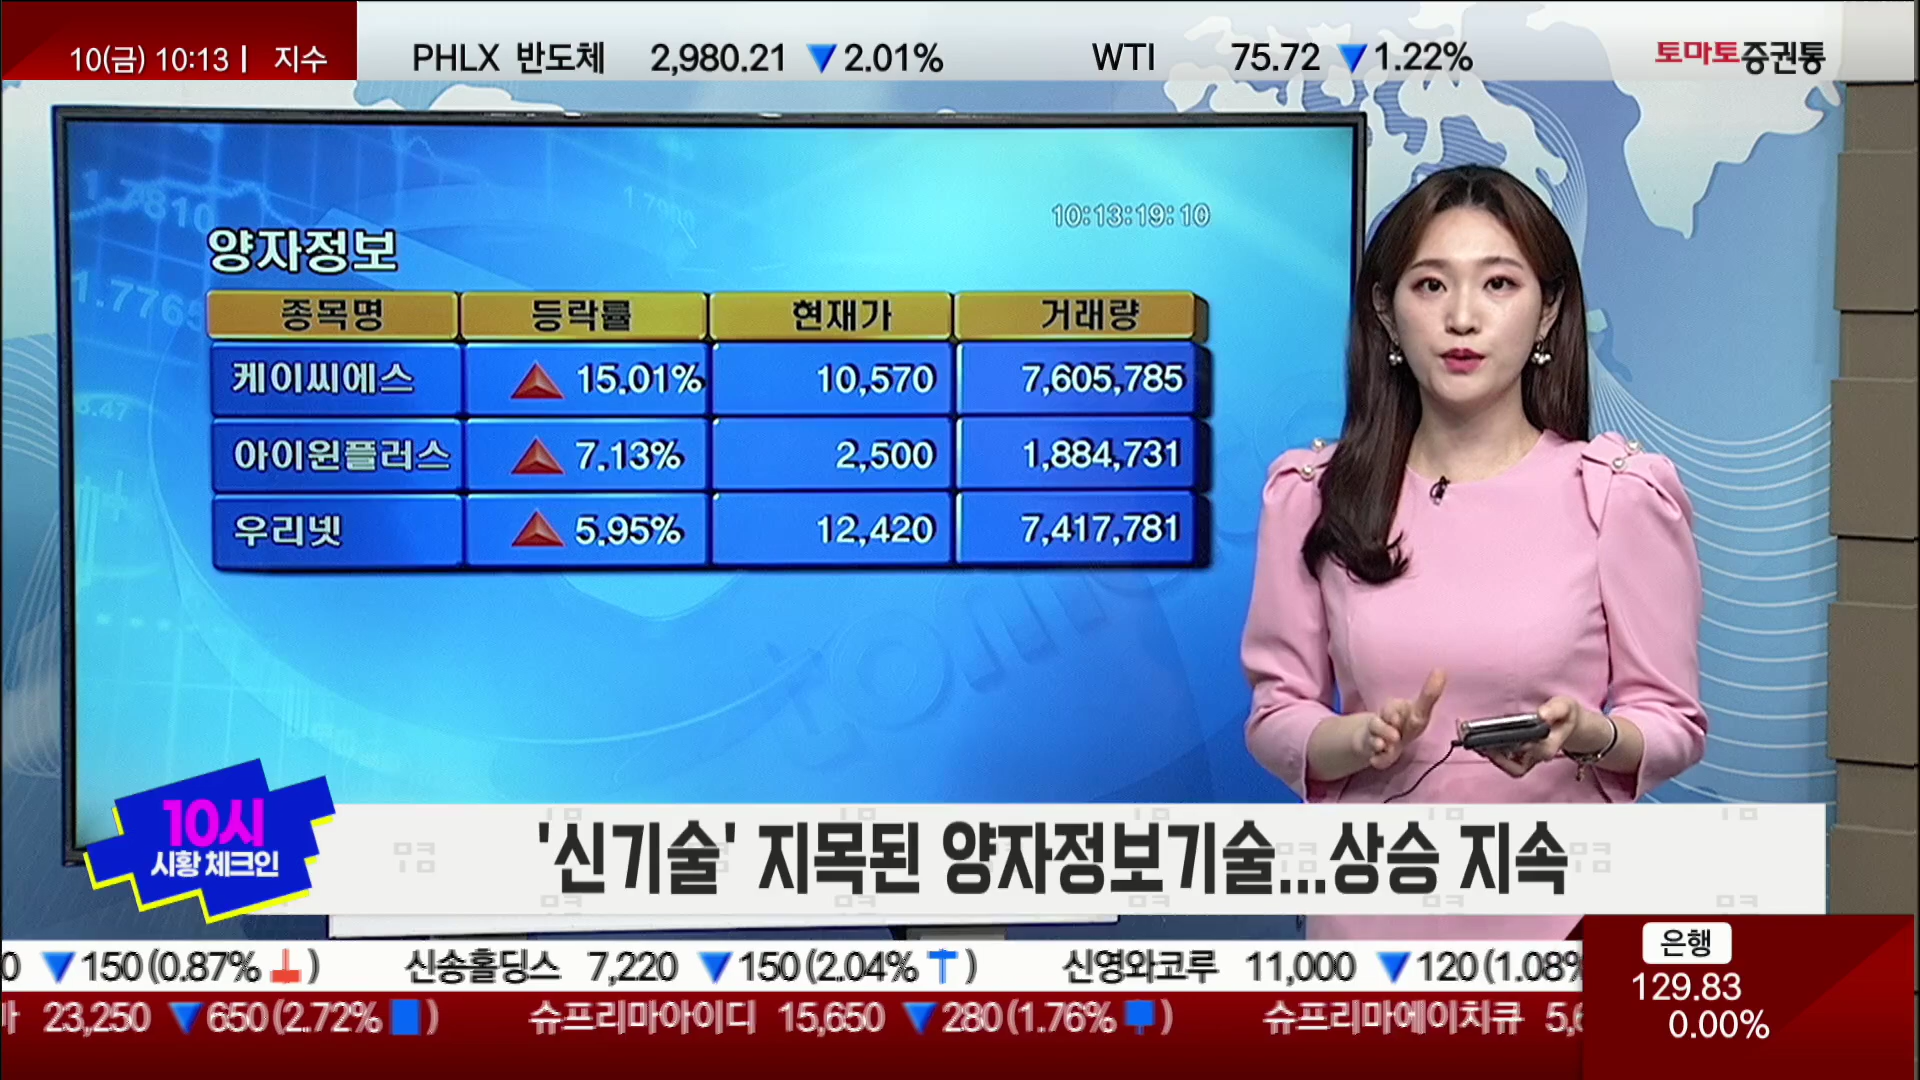 10(금) 10:13 | 지수 PHLX 반도체 2,980.21 ▼2.01% WTI 75.72 ▼1.22% 토마토증권통
10:13:19:10
양자정보
종목명 등락률 현재가 거래량
케이씨에스 ▲ 15.01% 10,570 7,605,785
아이윈플러스 ▲ 7.13% 2,500 1,884,731
우리넷 ▲ 5.95% 12,420 7,417,781
10시
시황 체크인
'신기술' 지목된 양자정보기술...상승 지속
0 ▼150(0.87%) 신송홀딩스 7,220 ▼150(2.04%) 신영와코루 11,000 ▼120(1.08%
23,250 ▼650(2.72%) 슈프리마아이디 15,650 ▼280(1.76%) 슈프리마에이치큐
은행
129.83
0.00%